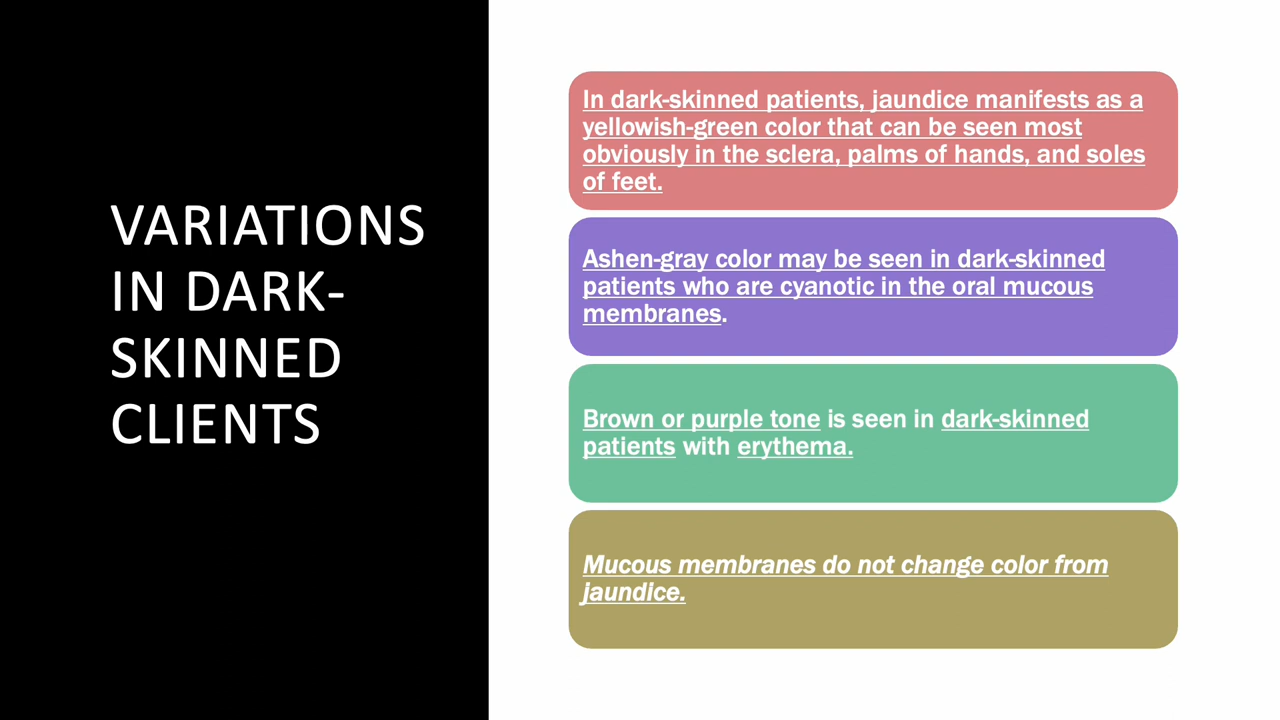 VARIATIONS
IN DARK-
SKINNED
CLIENTS
In dark-skinned patients, jaundice manifests as a
yellowish-green color that can be seen most
obviously in the sclera, palms of hands, and soles
of feet.
Ashen-gray color may be seen in dark-skinned
patients who are cyanotic in the oral mucous
membranes.
Brown or purple tone is seen in dark-skinned
patients with erythema.
Mucous membranes do not change color from
jaundice.